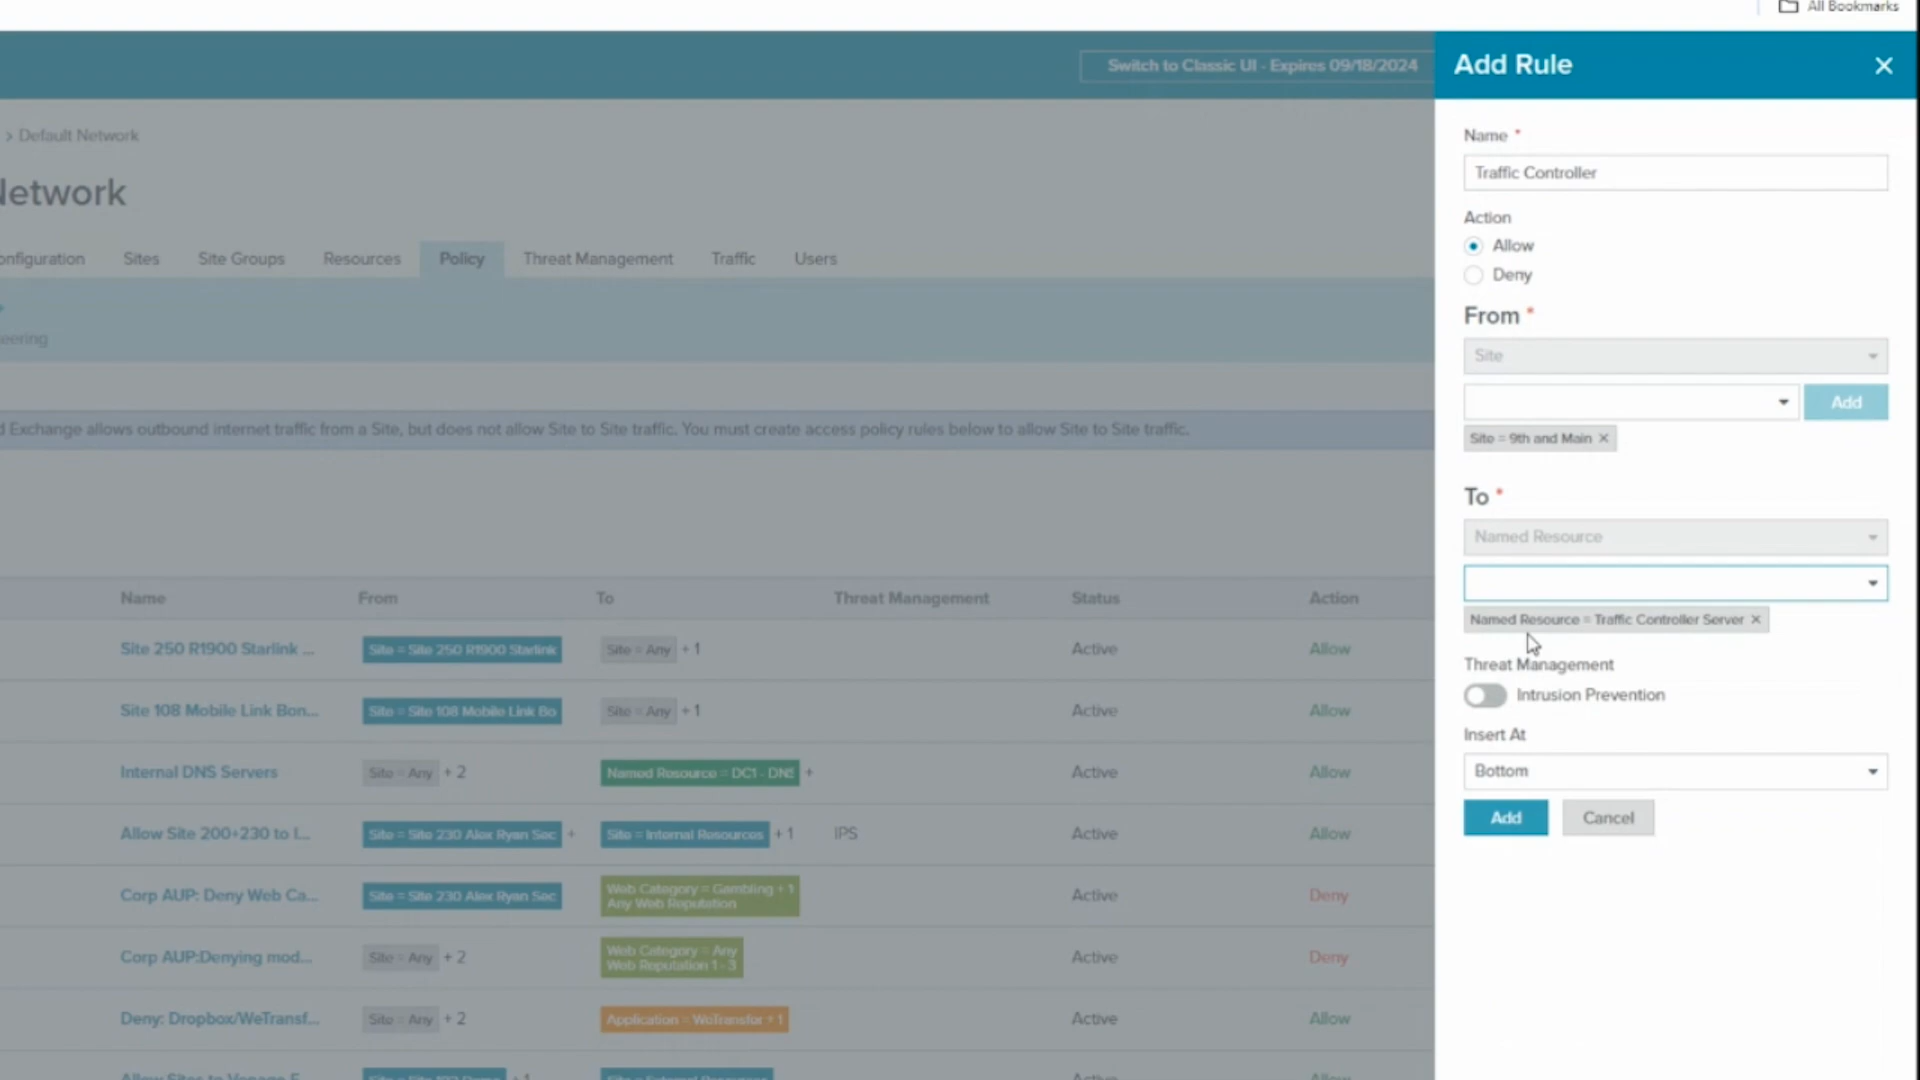 All Bookmarks
Switch to Classic UI - Expires 09/18/2024
Add Rule
> Default Network
Network
onfiguration Sites Site Groups Resources Policy Threat Management Traffic Users
eering
d Exchange allows outbound internet traffic from a Site, but does not allow Site to Site traffic. You must create access policy rules below to allow Site to Site traffic.
Name From To Threat Management Status Action
Site 250 R1900 Starlink ... Site = Site 250 R1900 Starlink Site = Any + 1 Active Allow
Site 108 Mobile Link Bon... Site = Site 108 Mobile Link Bo Site = Any + 1 Active Allow
Internal DNS Servers Site = Any + 2 Named Resource = DC1 - DNS + Active Allow
Allow Site 200+230 to I... Site = Site 230 Alex Ryan Sec + Site = Internal Resources + 1 IPS Active Allow
Corp AUP: Deny Web Ca... Site = Site 230 Alex Ryan Sec Web Category = Gambling + 1 Active Deny
Any Web Reputation
Corp AUP:Denying mod... Site = Any + 2 Web Category = Any Active Deny
Web Reputation 1 - 3
Deny: Dropbox/WeTransf... Site = Any + 2 Application = WeTransfer + 1 Active Allow
Name *
Traffic Controller
Action
Allow
Deny
From *
Site
Add
Site = 9th and Main ×
To *
Named Resource
Named Resource = Traffic Controller Server ×
Threat Management
Intrusion Prevention
Insert At
Bottom
Add Cancel